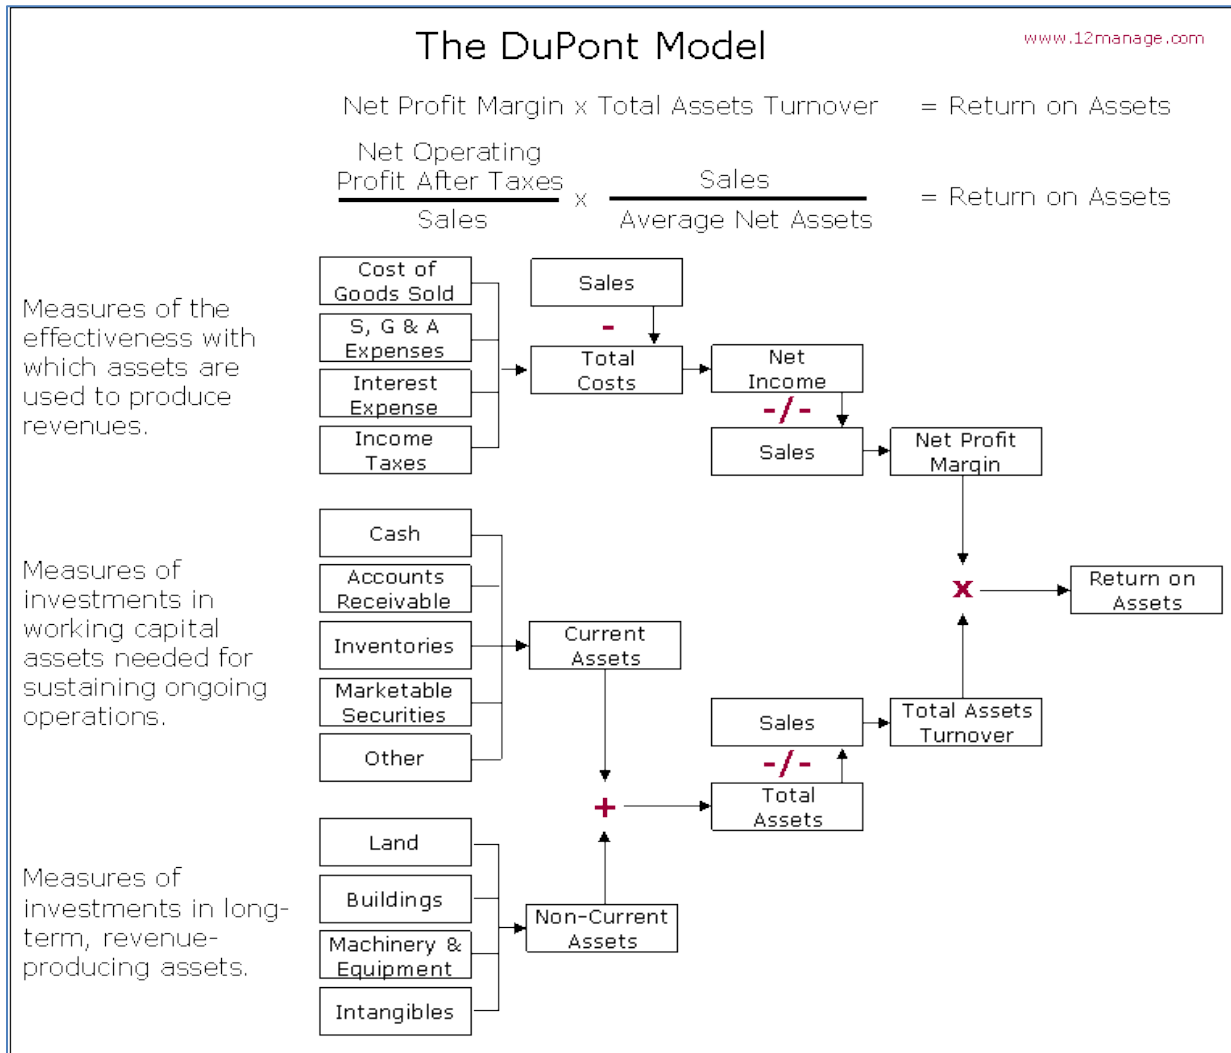 The DuPont Model
www.12manage.com
Net Profit Margin x Total Assets Turnover = Return on Assets
Net Operating
Profit After Taxes
Sales
x
Sales
Average Net Assets
= Return on Assets
Measures of the
effectiveness with
which assets are
used to produce
revenues.
Cost of
Goods Sold
S, G & A
Expenses
Interest
Expense
Income
Taxes
Sales
-
Total
Costs
Net
Income
-/-
Sales
Net Profit
Margin
Measures of
investments in
working capital
assets needed for
sustaining ongoing
operations.
Cash
Accounts
Receivable
Inventories
Marketable
Securities
Other
Current
Assets
x
Return on
Assets
Sales
-/-
Total
Assets
Total Assets
Turnover
+
Measures of
investments in long-
term, revenue-
producing assets.
Land
Buildings
Machinery &
Equipment
Intangibles
Non-Current
Assets